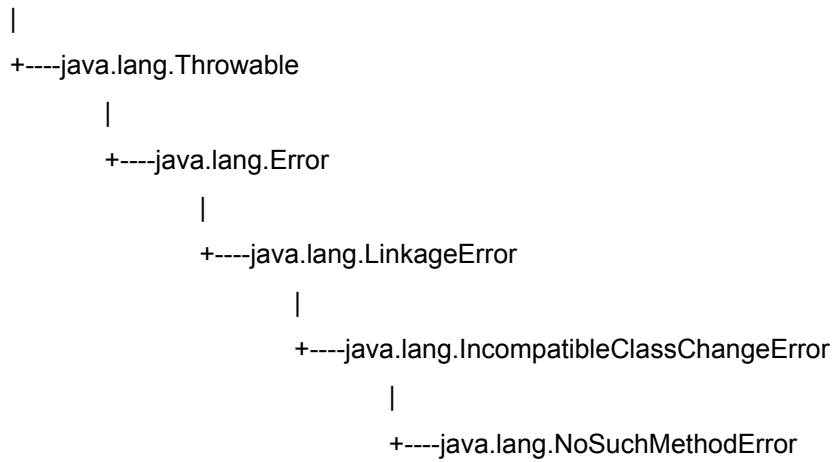 |
+----java.lang.Throwable
|
+----java.lang.Error
|
+----java.lang.LinkageError
|
+----java.lang.IncompatibleClassChangeError
|
+----java.lang.NoSuchMethodError